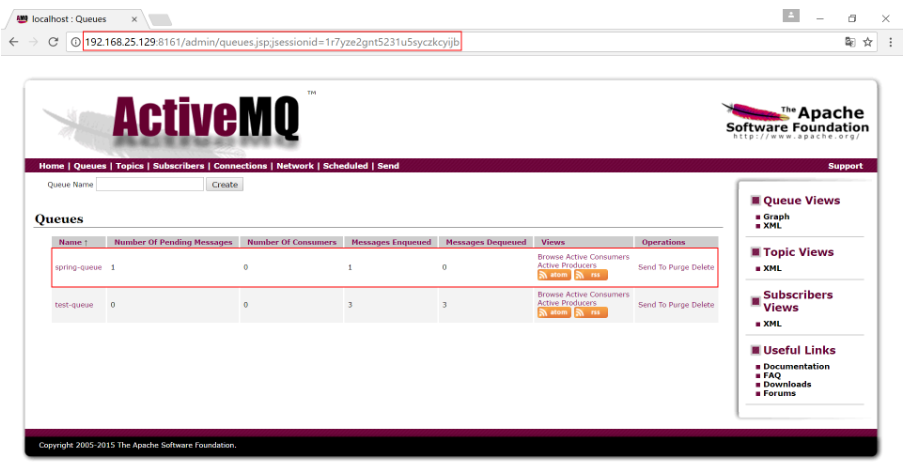 localhost : Queues
192.168.25.129:8161/admin/queues.jsp;jsessionid=1r7yze2gnt5231u5syczkcyijb
ActiveMQ TM
The Apache
Software Foundation
http://www.apache.org/
Home | Queues | Topics | Subscribers | Connections | Network | Scheduled | Send
Support
Queue Name
Create
Queues
Name ↑ Number Of Pending Messages Number Of Consumers Messages Enqueued Messages Dequeued Views Operations
spring-queue 1 0 1 0
Browse Active Consumers
Active Producers
atom rss
Send To Purge Delete
test-queue 0 0 3 3
Browse Active Consumers
Active Producers
atom rss
Send To Purge Delete
Queue Views
Graph
XML
Topic Views
XML
Subscribers
Views
XML
Useful Links
Documentation
FAQ
Downloads
Forums
Copyright 2005-2015 The Apache Software Foundation.